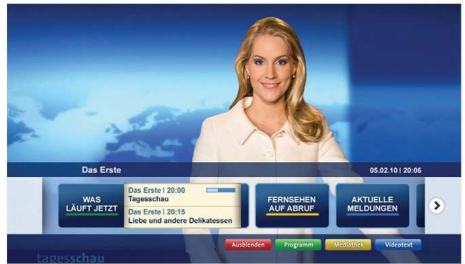 Das Erste
05.02.10 | 20:06
WAS
LÄUFT JETZT
Das Erste | 20:00
Tagesschau
Das Erste | 20:15
Liebe und andere Delikatessen
FERNSEHEN
AUF ABRUF
AKTUELLE
MELDUNGEN
Ausblenden
Programm
Mediathek
Videotext
tagesschau